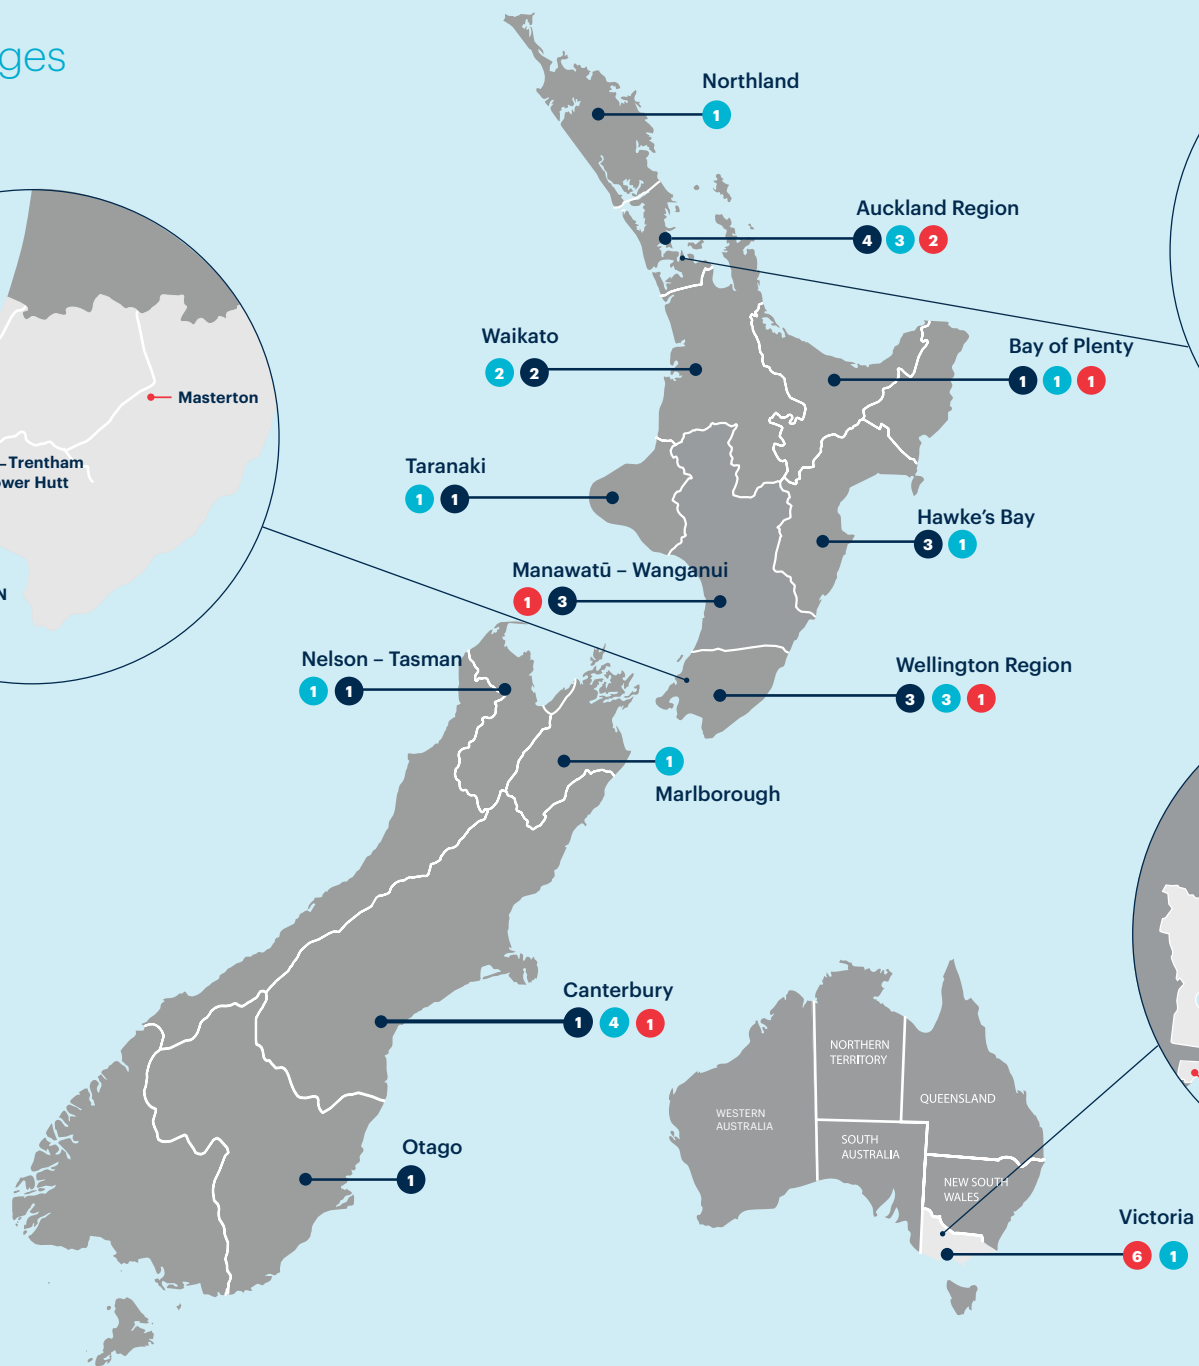 Northland
1
Auckland Region
4 3 2
Waikato
2 2
Bay of Plenty
1 1 1
Masterton
Taranaki
1 1
Trentham
Hutt
Hawke's Bay
3 1
Manawatū – Wanganui
1 3
Nelson – Tasman
1 1
Wellington Region
3 3 1
1
Marlborough
Canterbury
1 4 1
NORTHERN
TERRITORY
QUEENSLAND
WESTERN
AUSTRALIA
SOUTH
AUSTRALIA
Otago
1
NEW SOUTH
WALES
Victoria
6 1